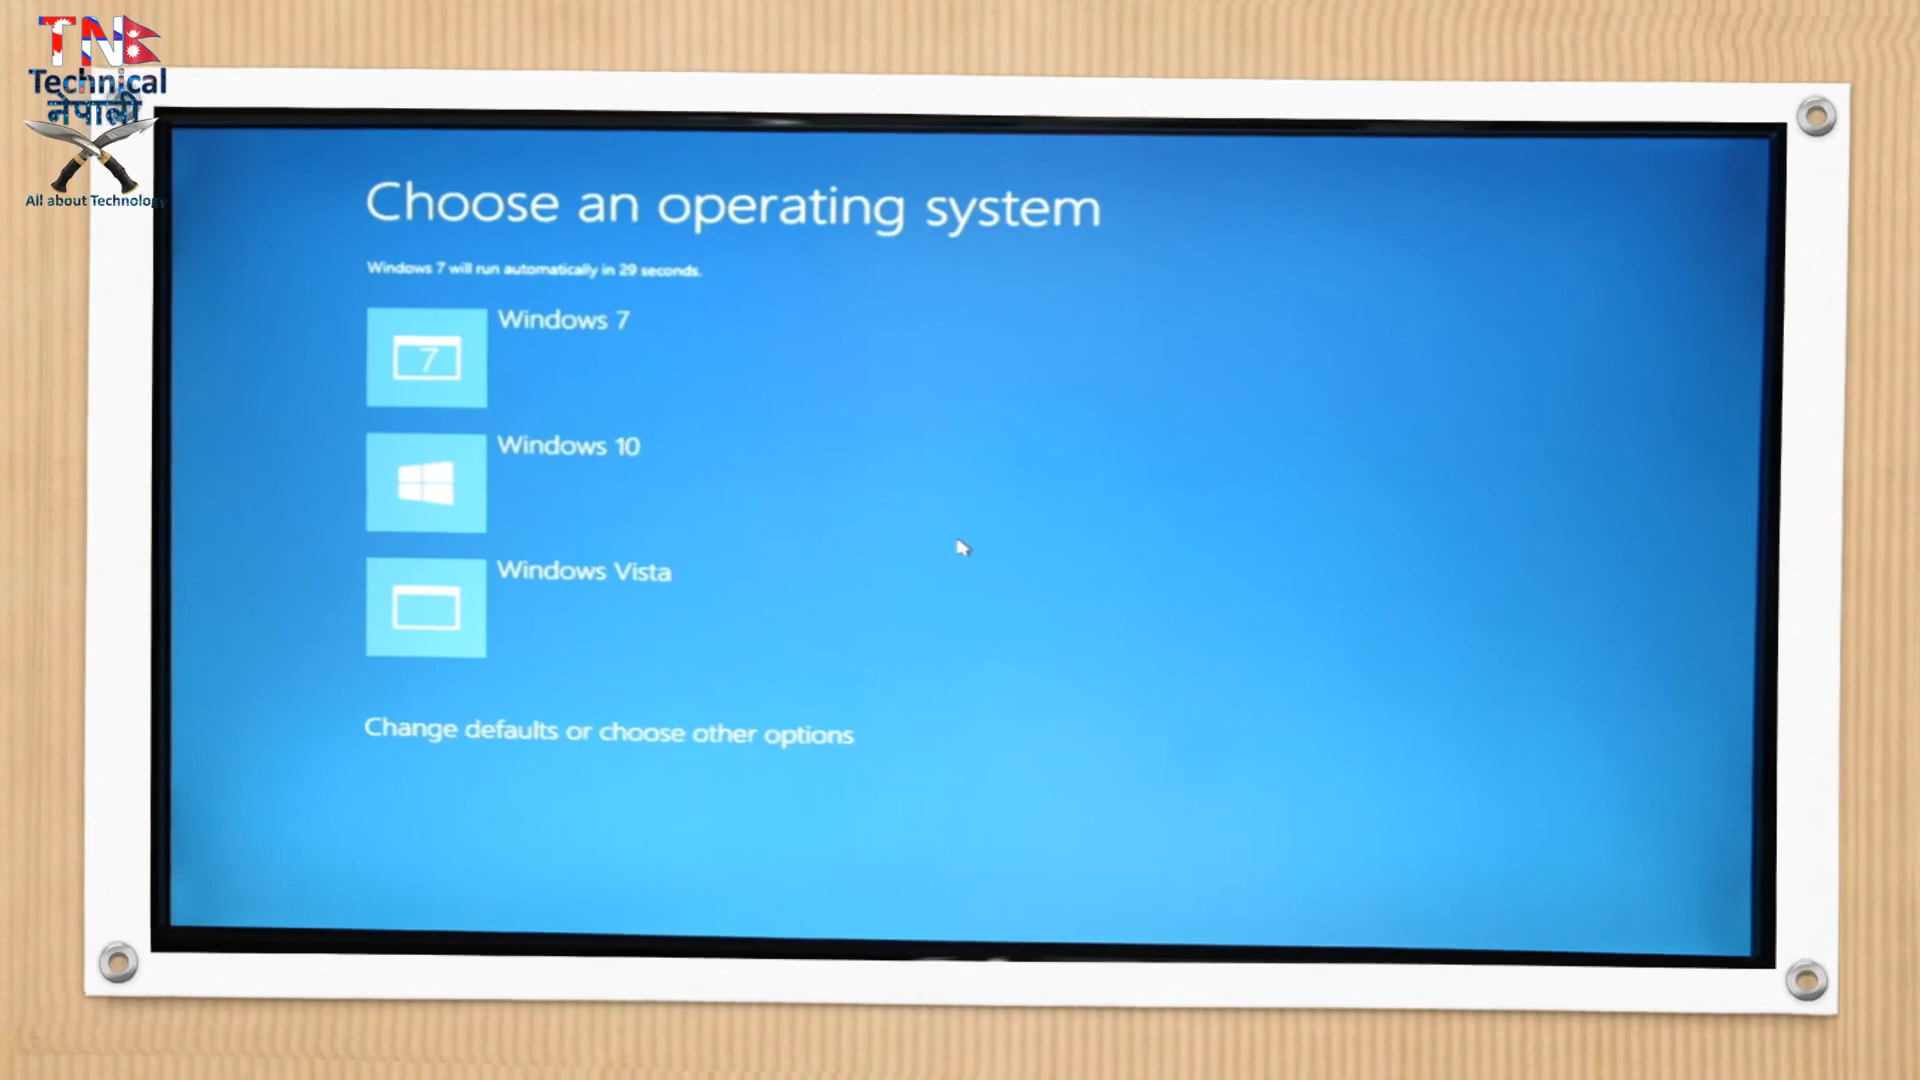 TN
Technical
नेपाली
All about Technology
Choose an operating system
Windows 7 will run automatically in 29 seconds.
7
Windows 7
Windows 10
Windows Vista
Change defaults or choose other options